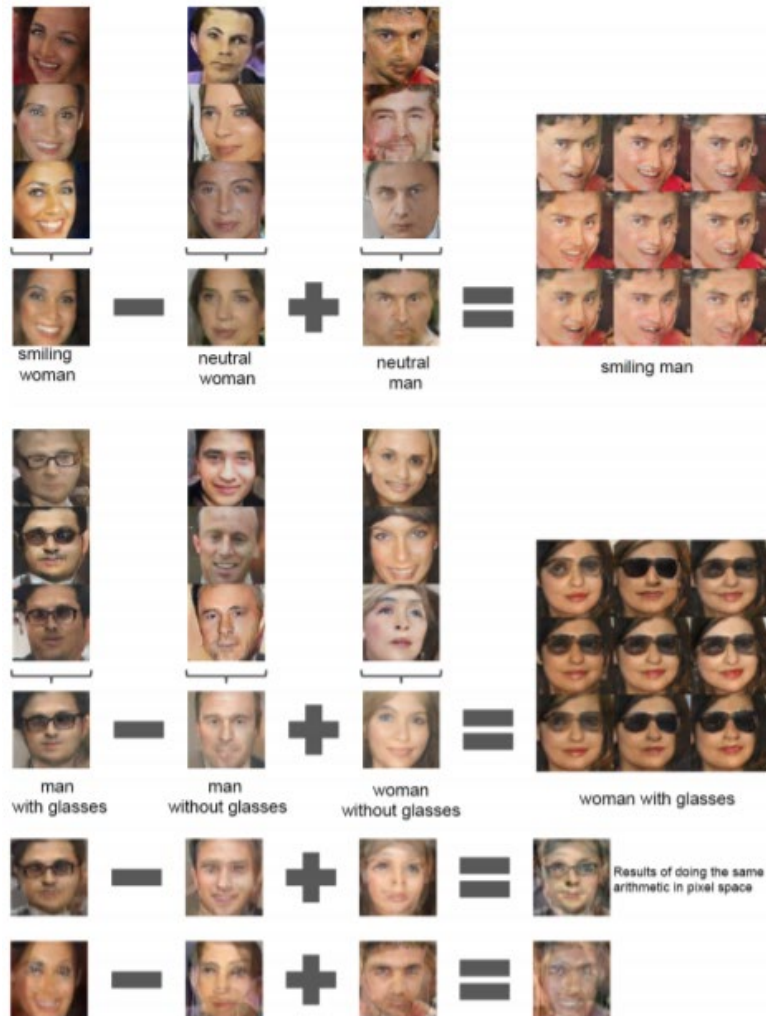 smiling
woman
neutral
woman
neutral
man
smiling man
man
with glasses
man
without glasses
woman
without glasses
woman with glasses
Results of doing the same
arithmetic in pixel space